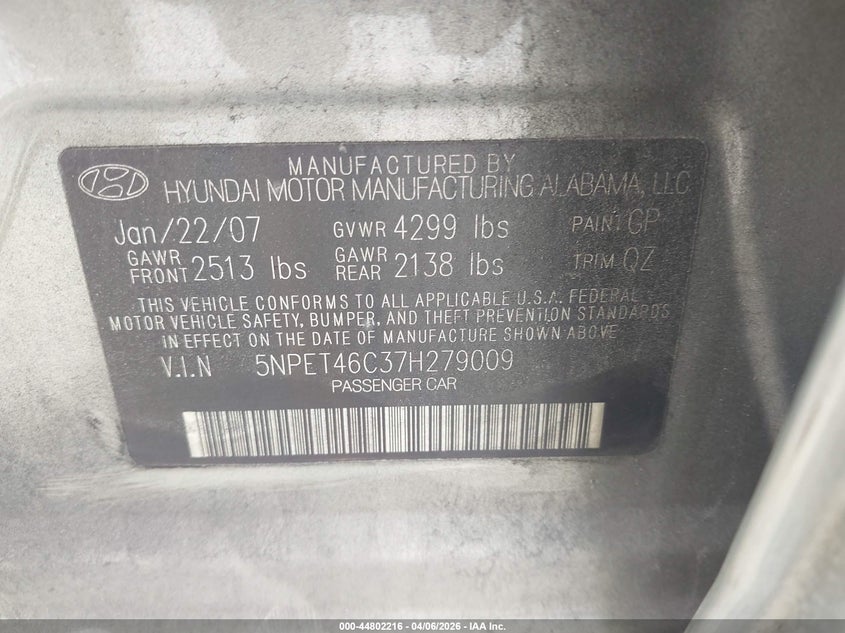 MANUFACTURED BY
HYUNDAI MOTOR MANUFACTURING ALABAMA, LLC
Jan/22/07 GVWR 4299 lbs PAINT GP
GAWR FRONT 2513 lbs GAWR REAR 2138 lbs TRIM QZ
THIS VEHICLE CONFORMS TO ALL APPLICABLE U.S.A. FEDERAL
MOTOR VEHICLE SAFETY, BUMPER, AND THEFT PREVENTION STANDARDS
IN EFFECT ON THE DATE OF MANUFACTURE SHOWN ABOVE
V.I.N 5NPET46C37H279009
PASSENGER CAR
000-44802216 - 04/06/2026 - IAA Inc.